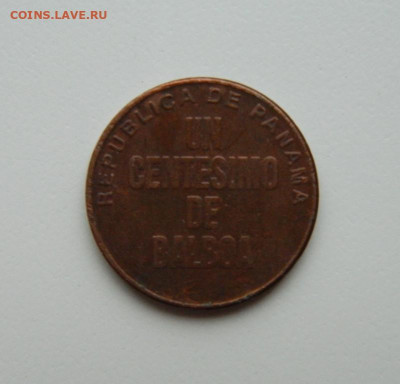 COINS.LAVE.RU
REPUBLICA DE PANAMA
UN
CENTESIMO
DE
BALBOA